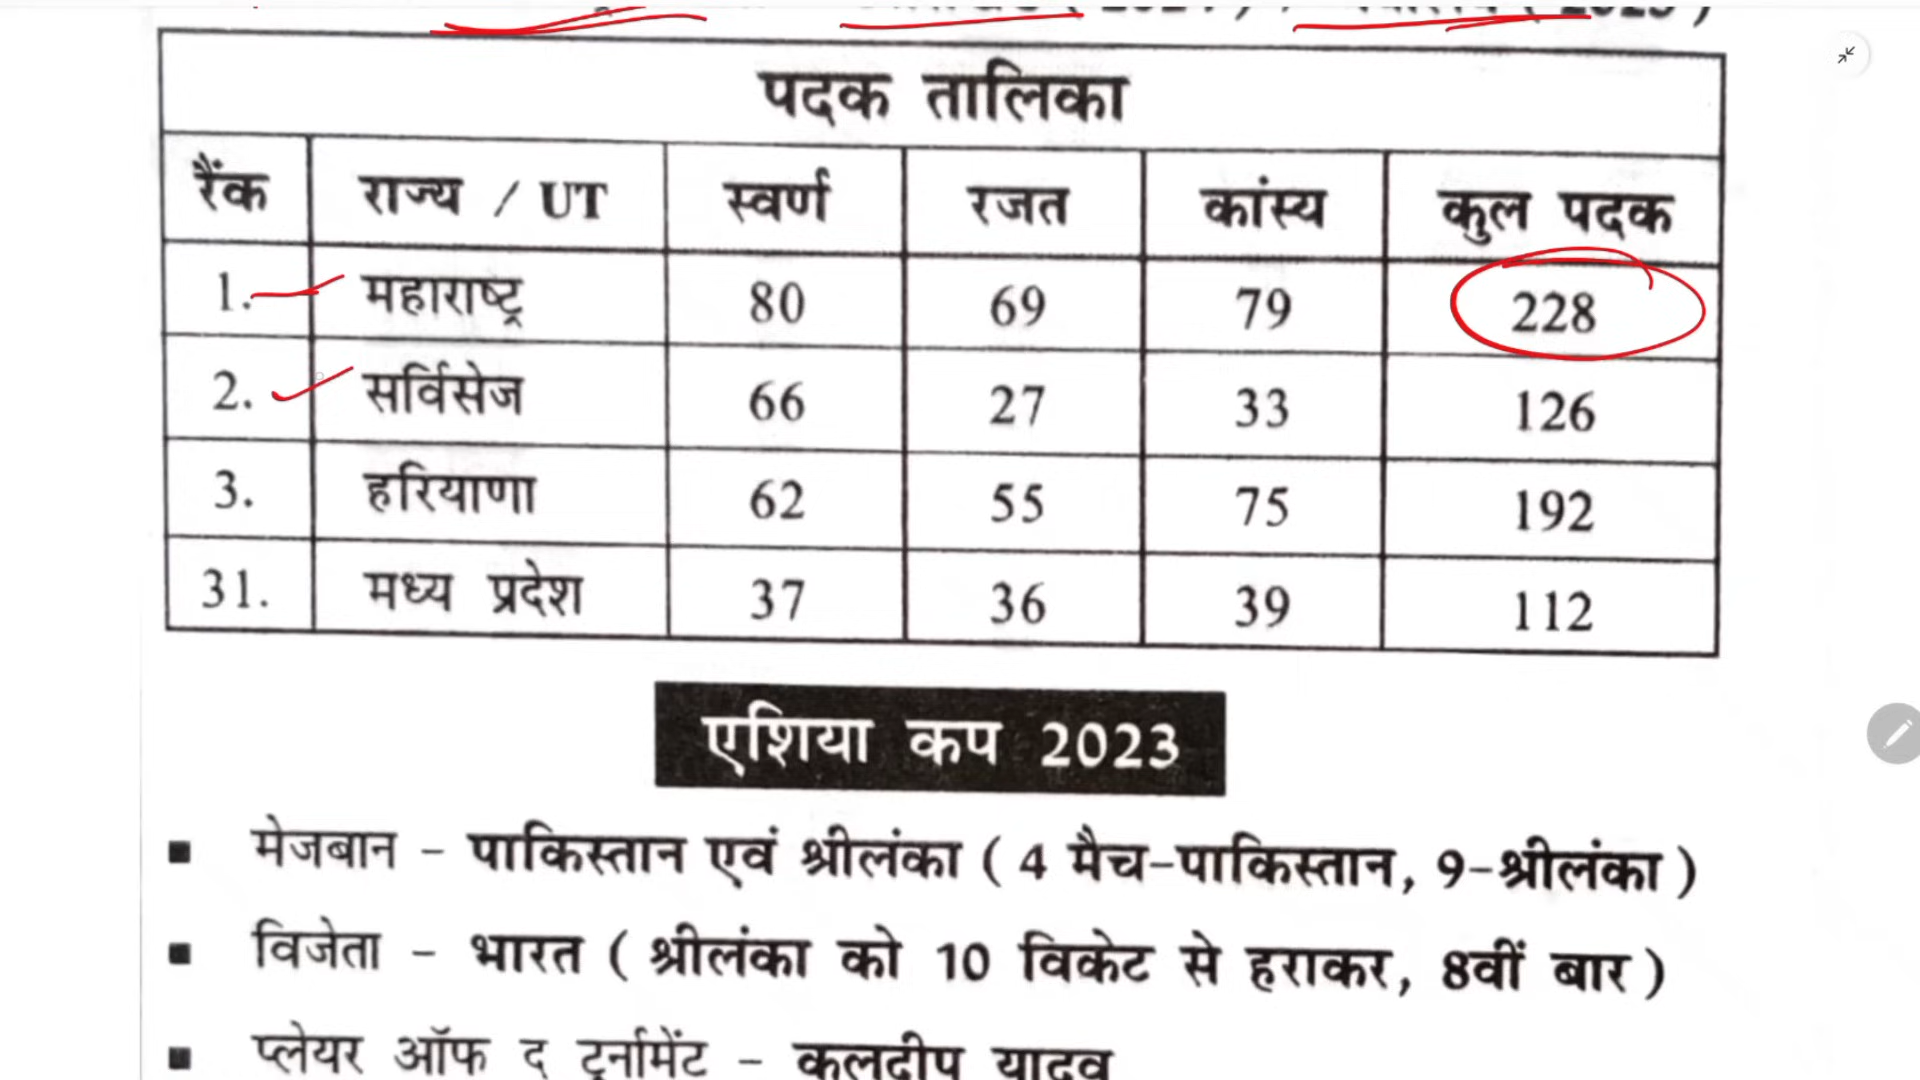 पदक तालिका
रैंक राज्य / UT स्वर्ण रजत कांस्य कुल पदक
1. महाराष्ट्र 80 69 79 228
2. सर्विसेज 66 27 33 126
3. हरियाणा 62 55 75 192
31. मध्य प्रदेश 37 36 39 112
एशिया कप 2023
▪ मेजबान - पाकिस्तान एवं श्रीलंका ( 4 मैच-पाकिस्तान, 9-श्रीलंका )
▪ विजेता - भारत ( श्रीलंका को 10 विकेट से हराकर, 8वीं बार )
▪ प्लेयर ऑफ द टूर्नामेंट - कुलदीप यादव